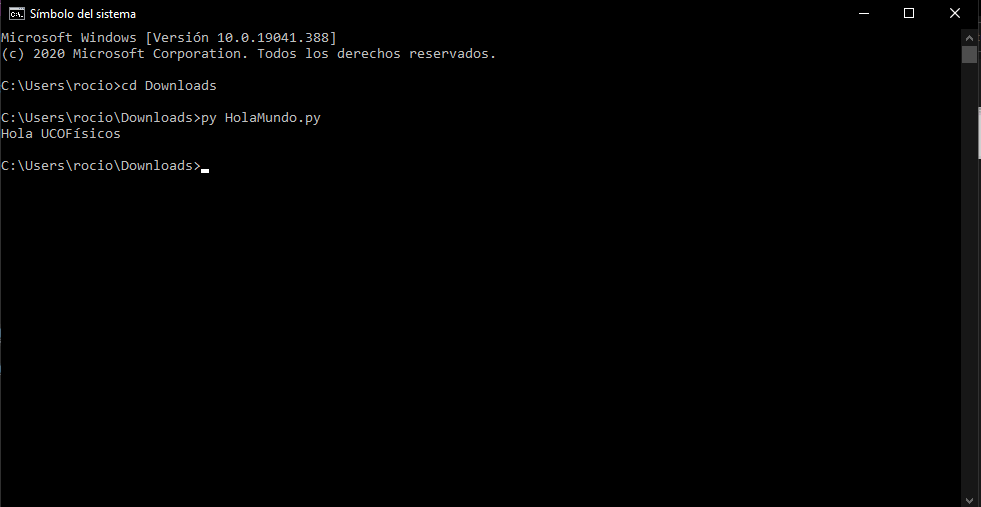 Símbolo del sistema
Microsoft Windows [Versión 10.0.19041.388]
(c) 2020 Microsoft Corporation. Todos los derechos reservados.
C:\Users\rocio>cd Downloads
C:\Users\rocio\Downloads>py HolaMundo.py
Hola UCOFísicos
C:\Users\rocio\Downloads>